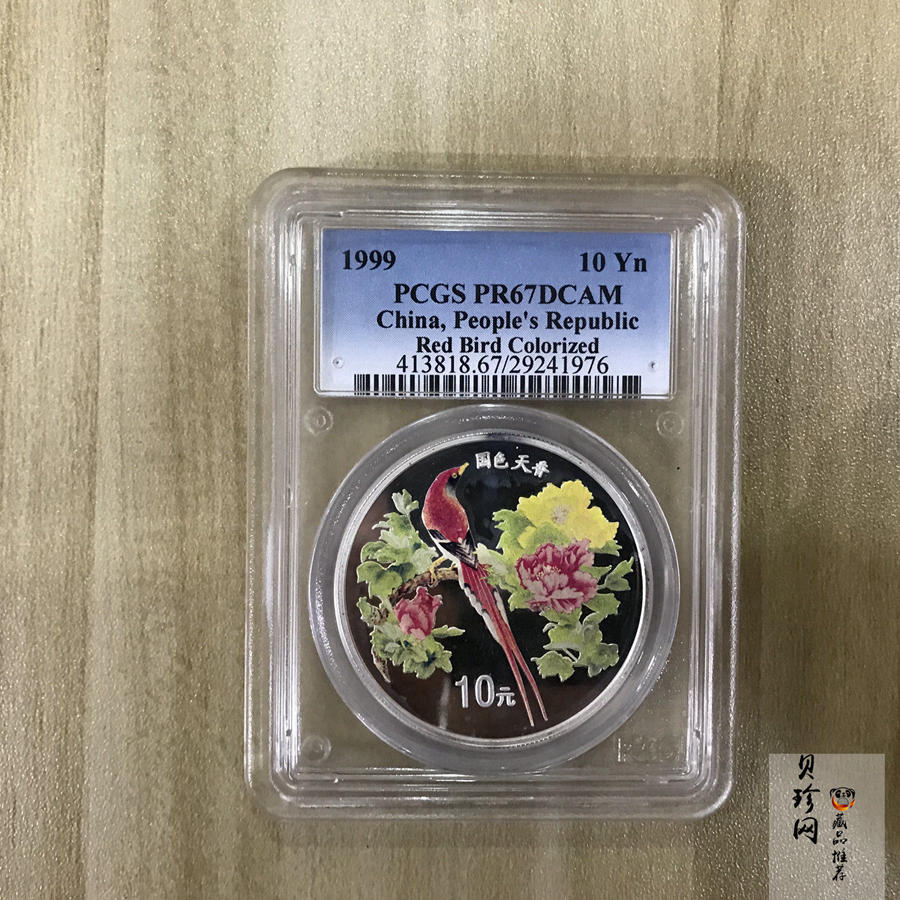 1999 10 Yn
PCGS PR67DCAM
China, People's Republic
Red Bird Colorized
413818.67/29241976
国色天香
10元
贝珍网
藏品推荐